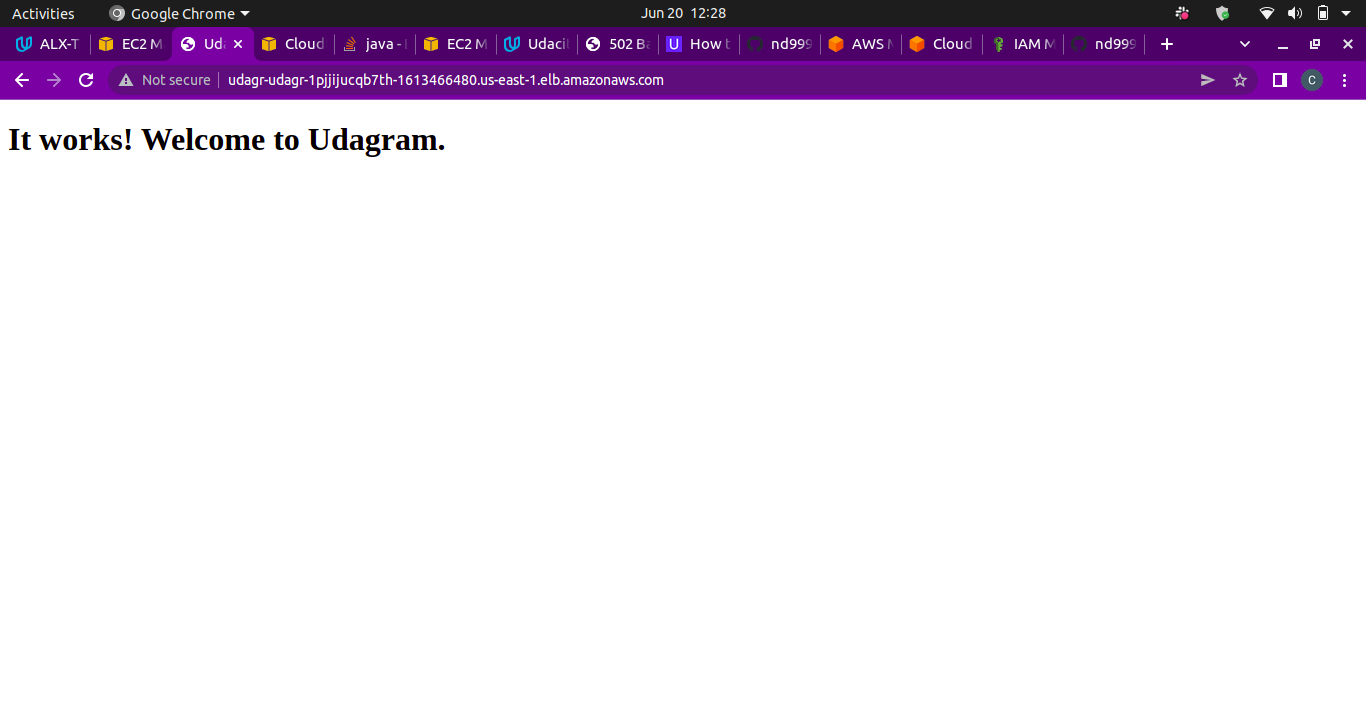 Activities Google Chrome Jun 20 12:28
ALX-T EC2 M Uda Cloud java - EC2 M Udaci 502 Ba U How t nd999 AWS M Cloud IAM M nd999
Not secure udagr-udagr-1pjjijucqb7th-1613466480.us-east-1.elb.amazonaws.com C
It works! Welcome to Udagram.